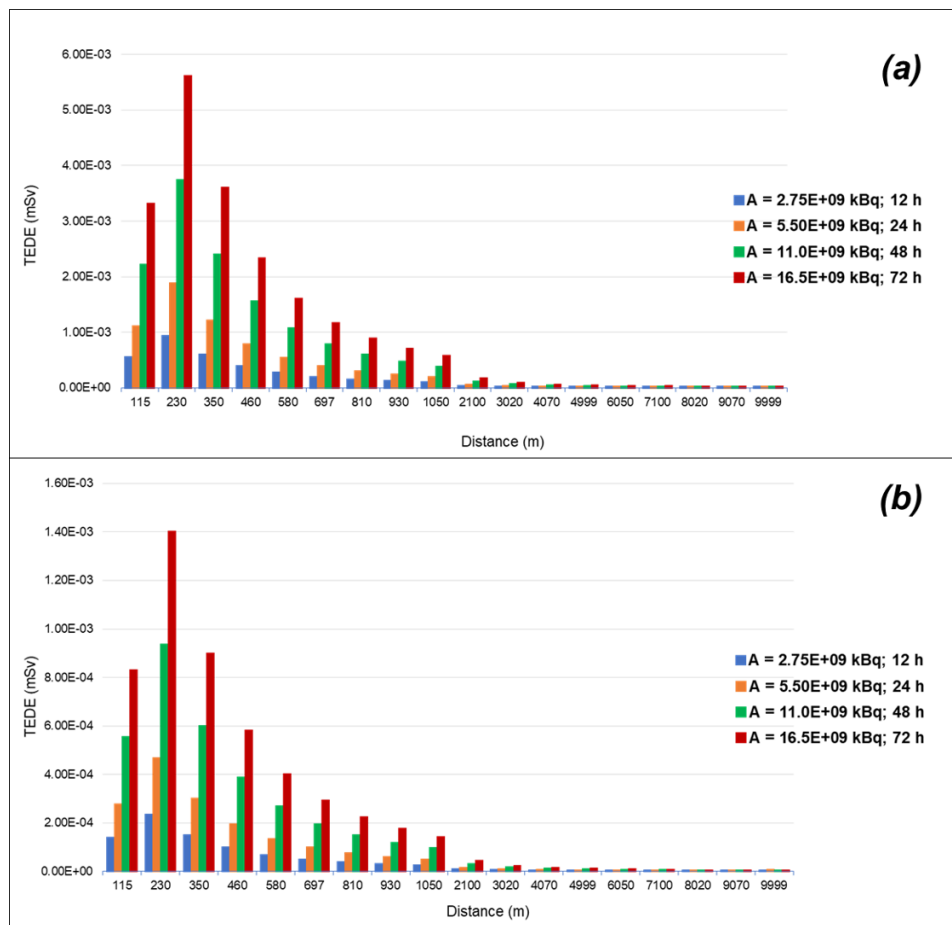 (a)
6.00E-03
5.00E-03
4.00E-03
3.00E-03
2.00E-03
1.00E-03
0.00E+00
TEDE (mSv)
A = 2.75E+09 kBq; 12 h
A = 5.50E+09 kBq; 24 h
A = 11.0E+09 kBq; 48 h
A = 16.5E+09 kBq; 72 h
115 230 350 460 580 697 810 930 1050 2100 3020 4070 4999 6050 7100 8020 9070 9999
Distance (m)
(b)
1.60E-03
1.40E-03
1.20E-03
1.00E-03
8.00E-04
6.00E-04
4.00E-04
2.00E-04
0.00E+00
TEDE (mSv)
A = 2.75E+09 kBq; 12 h
A = 5.50E+09 kBq; 24 h
A = 11.0E+09 kBq; 48 h
A = 16.5E+09 kBq; 72 h
115 230 350 460 580 697 810 930 1050 2100 3020 4070 4999 6050 7100 8020 9070 9999
Distance (m)